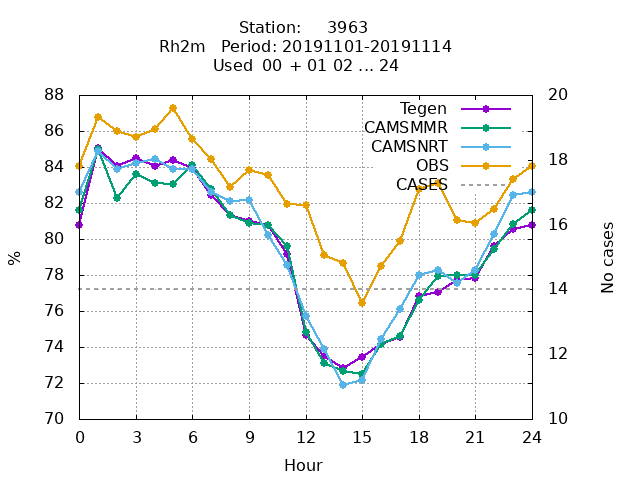 Station: 3963
Rh2m Period: 20191101-20191114
Used 00 + 01 02 ... 24
88
86
84
82
80
78
76
74
72
70
20
18
16
14
12
10
Tegen
CAMSMMR
CAMSNRT
OBS
CASES
%
No cases
0 3 6 9 12 15 18 21 24
Hour